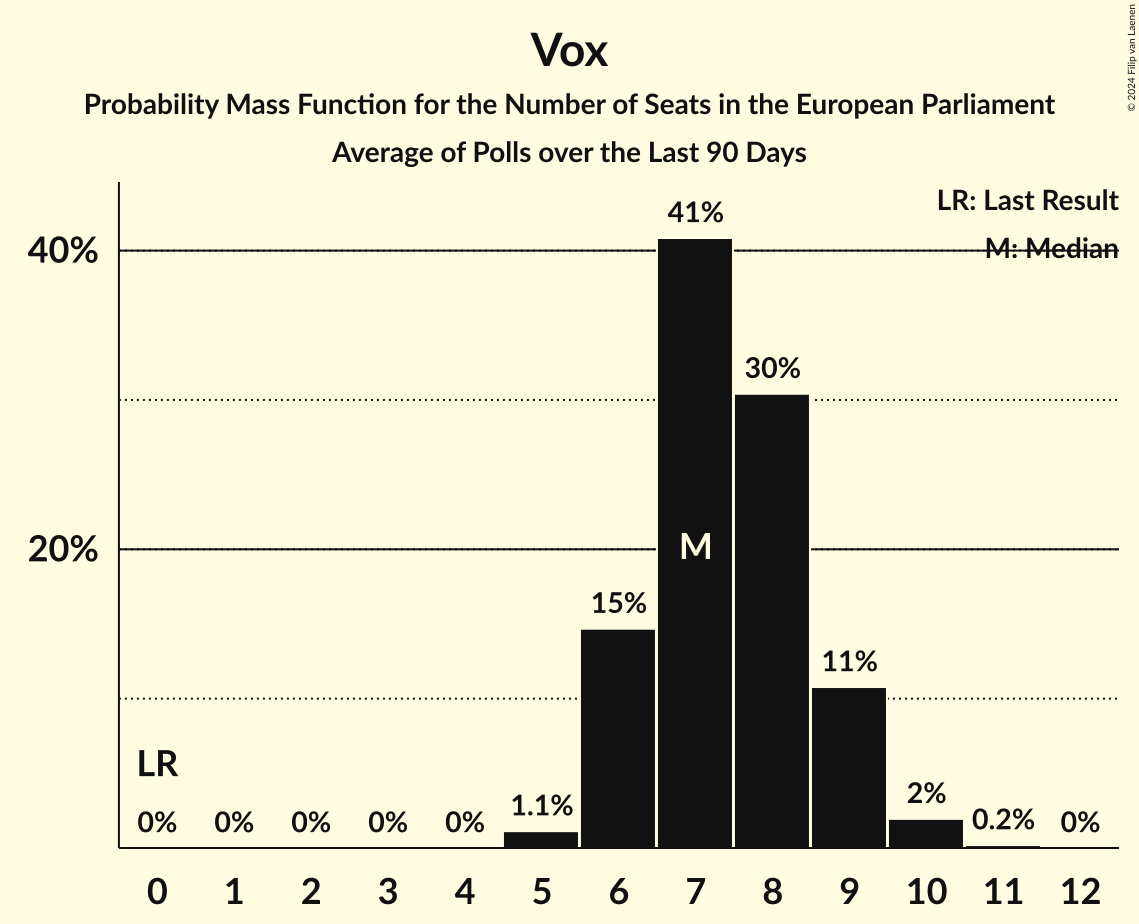 Vox
Probability Mass Function for the Number of Seats in the European Parliament
Average of Polls over the Last 90 Days
© 2024 Filip van Laenen
LR: Last Result
M: Median
40%
20%
41%
30%
15%
11%
M
LR
0% 0% 0% 0% 0% 1.1% 2% 0.2% 0%
0 1 2 3 4 5 6 7 8 9 10 11 12